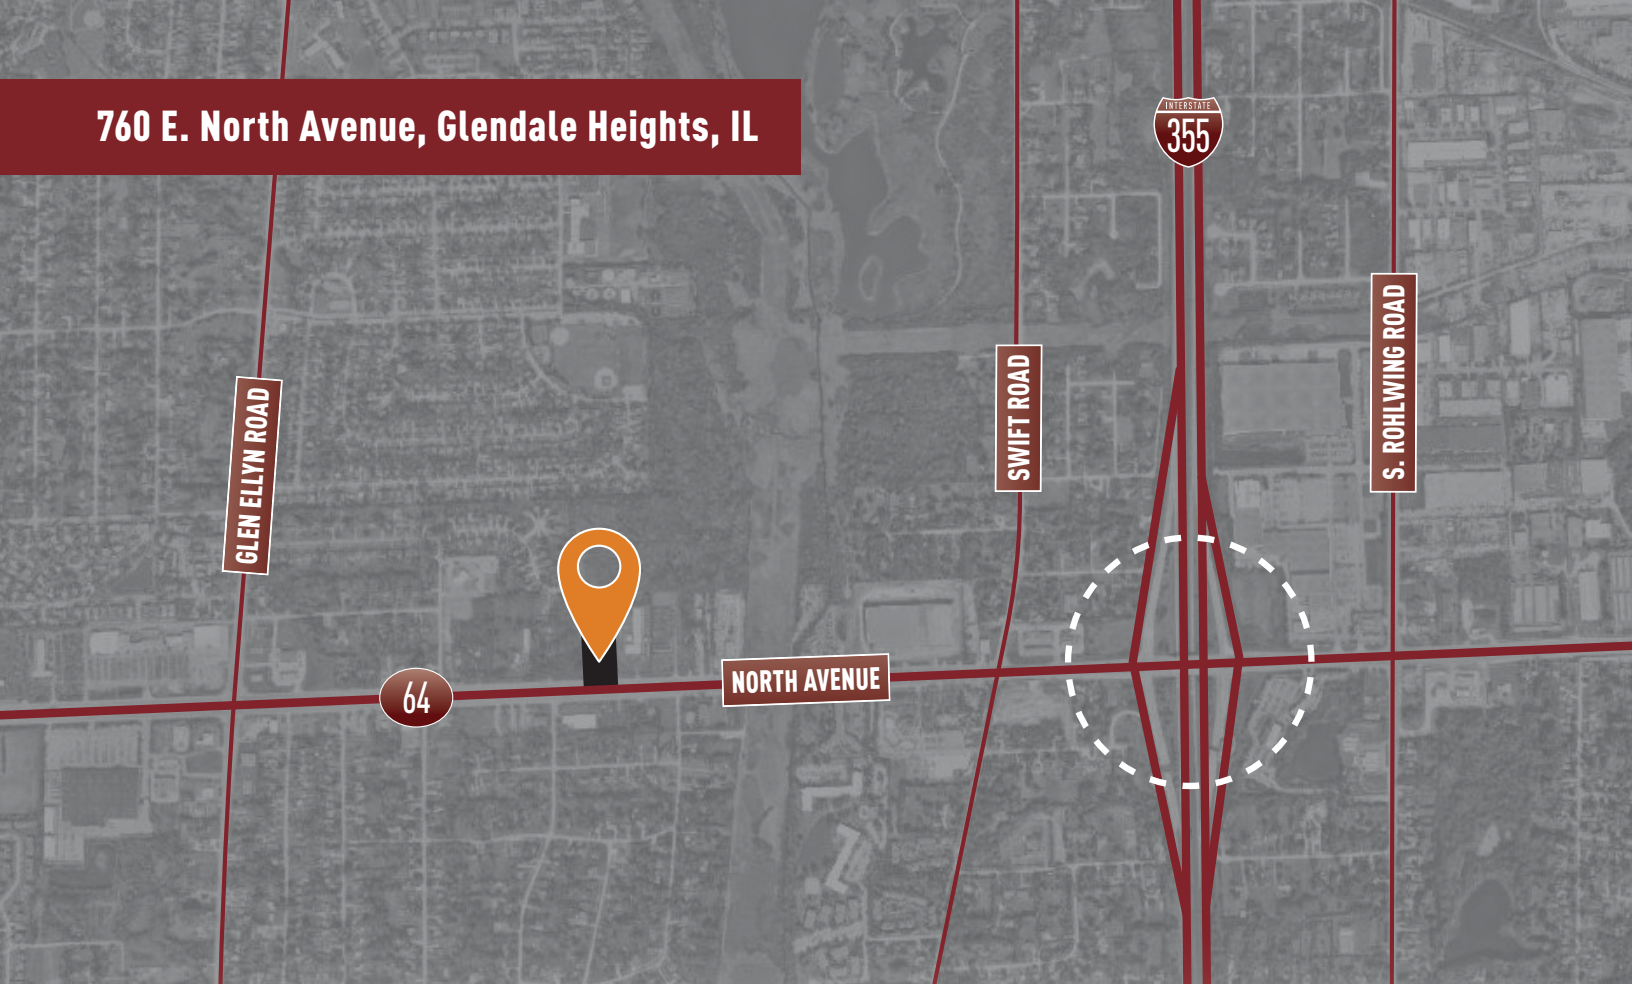 760 E. North Avenue, Glendale Heights, IL
INTERSTATE
355
S. ROHLWING ROAD
SWIFT ROAD
GLEN ELLYN ROAD
NORTH AVENUE
64